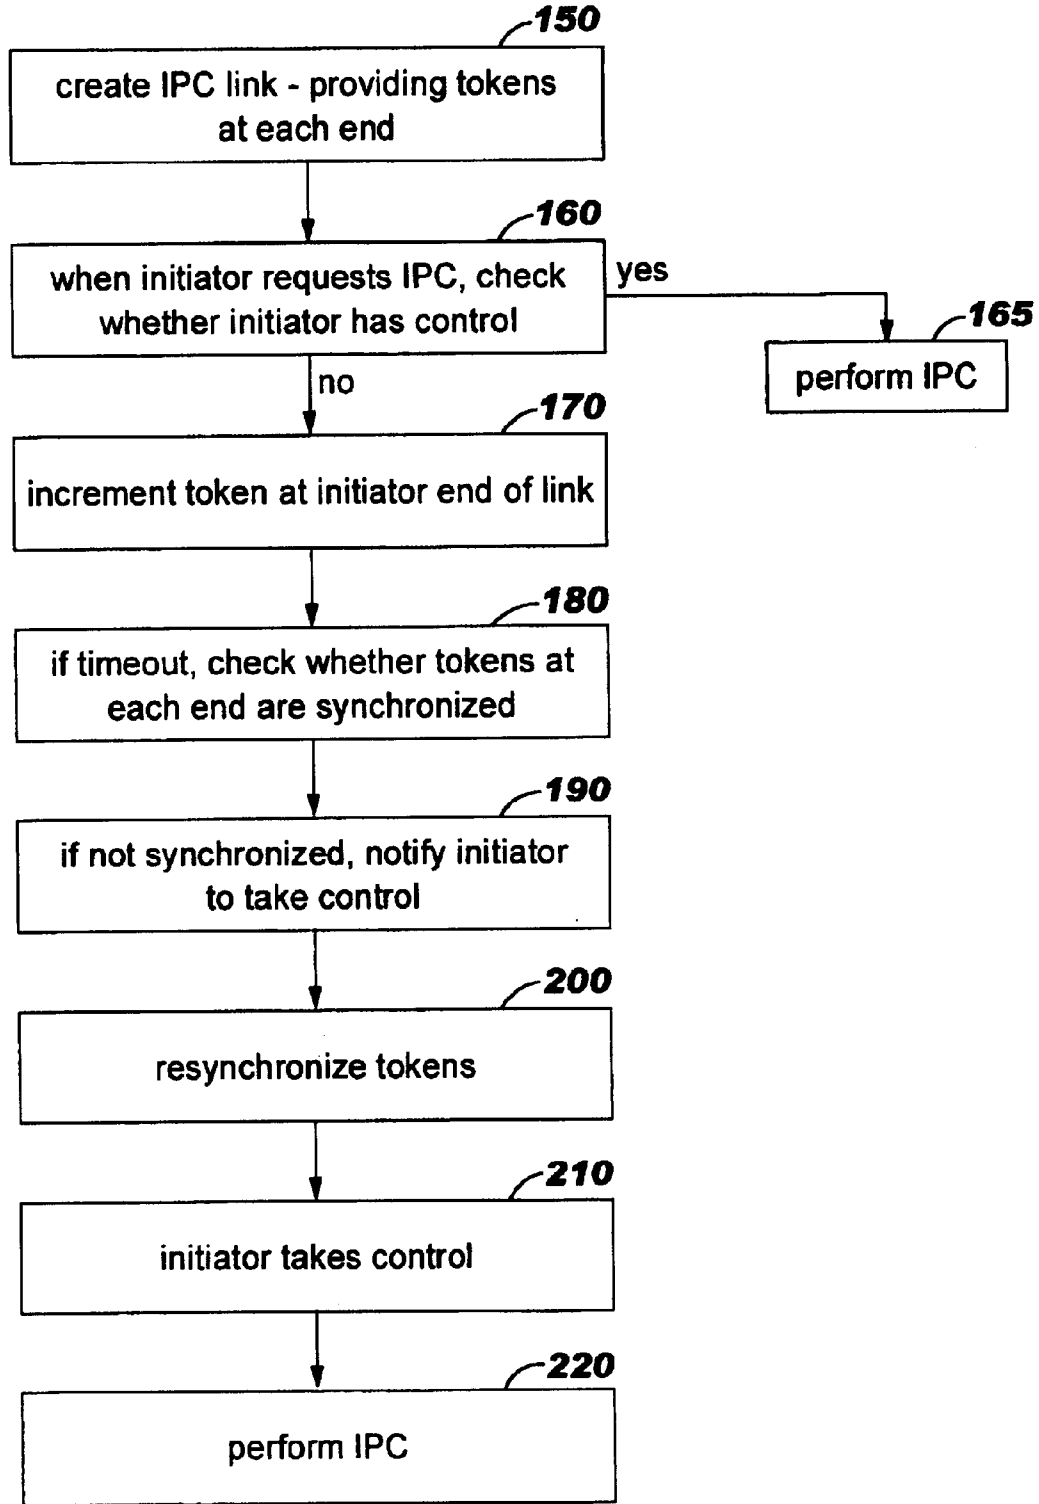 150
create IPC link - providing tokens
at each end
160
when initiator requests IPC, check
whether initiator has control
yes
165
perform IPC
no
170
increment token at initiator end of link
180
if timeout, check whether tokens at
each end are synchronized
190
if not synchronized, notify initiator
to take control
200
resynchronize tokens
210
initiator takes control
220
perform IPC